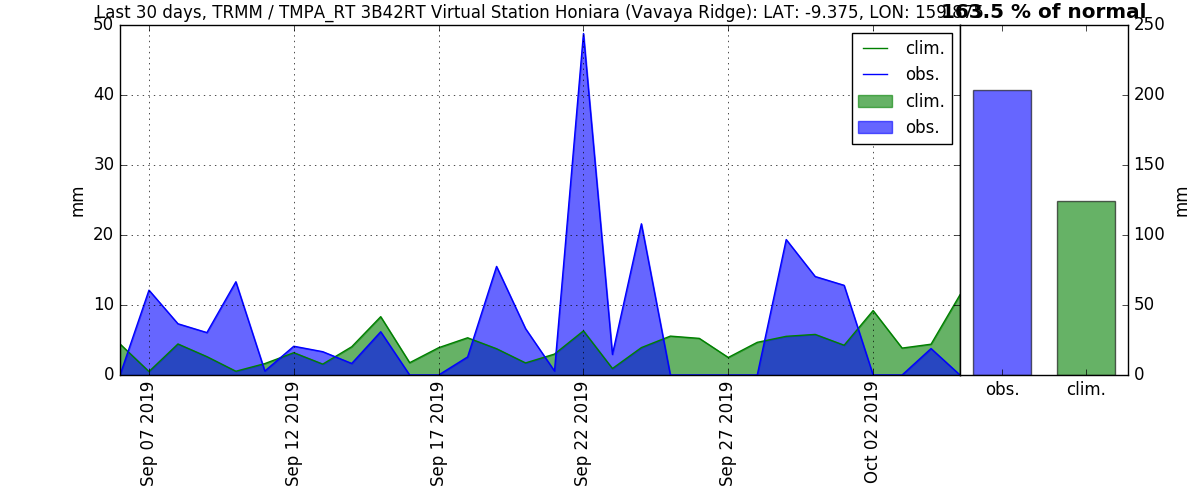 Last 30 days, TRMM / TMPA_RT 3B42RT Virtual Station Honiara (Vavaya Ridge): LAT: -9.375, LON:
163.5 % of normal
50
40
30
20
10
0
mm
clim.
obs.
clim.
obs.
250
200
150
100
50
0
mm
Sep 07 2019
Sep 12 2019
Sep 17 2019
Sep 22 2019
Sep 27 2019
Oct 02 2019
obs.
clim.